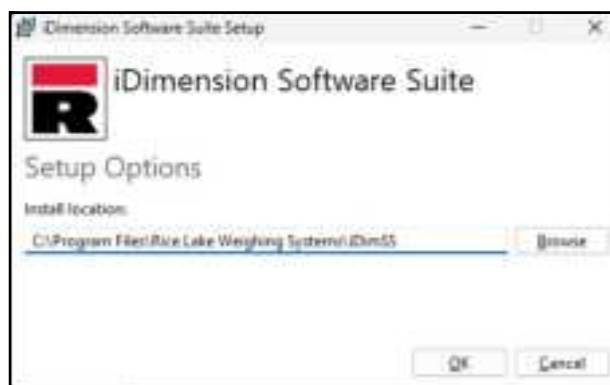 iDimension Software Suite Setup
R
iDimension Software Suite
Setup Options
Install location:
C:\Program Files\Rice Lake Weighing Systems\iDimSS
Browse
OK
Cancel